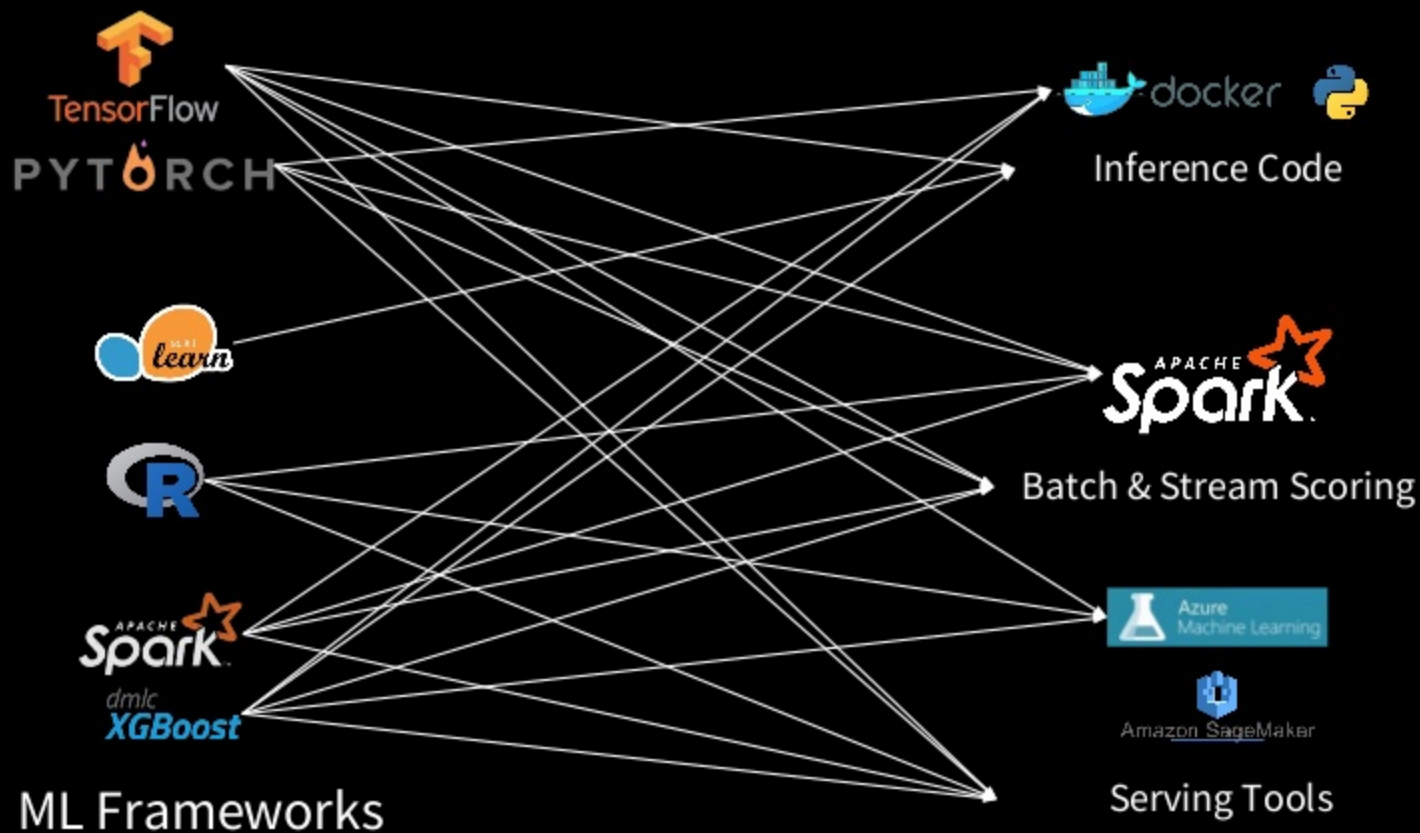 TensorFlow
PYTORCH
learn
R
APACHE
Spark
dmlc
XGBoost
ML Frameworks
docker
Inference Code
APACHE
Spark
Batch & Stream Scoring
Azure
Machine Learning
Amazon SageMaker
Serving Tools